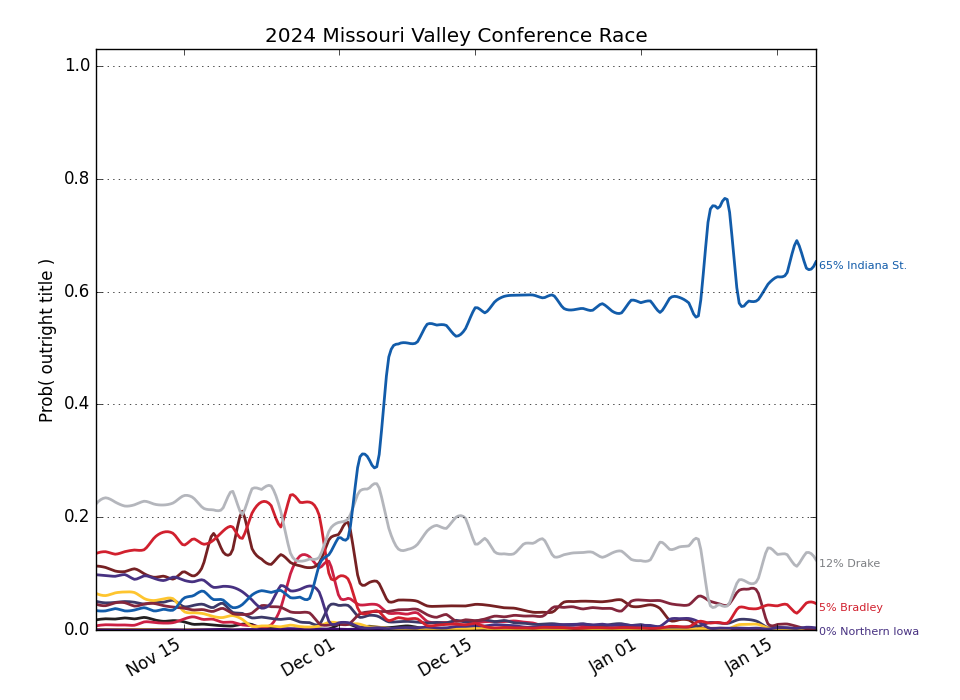 2024 Missouri Valley Conference Race
Prob( outright title )
1.0
0.8
0.6
0.4
0.2
0.0
65% Indiana St.
12% Drake
5% Bradley
0% Northern Iowa
Nov 15
Dec 01
Dec 15
Jan 01
Jan 15